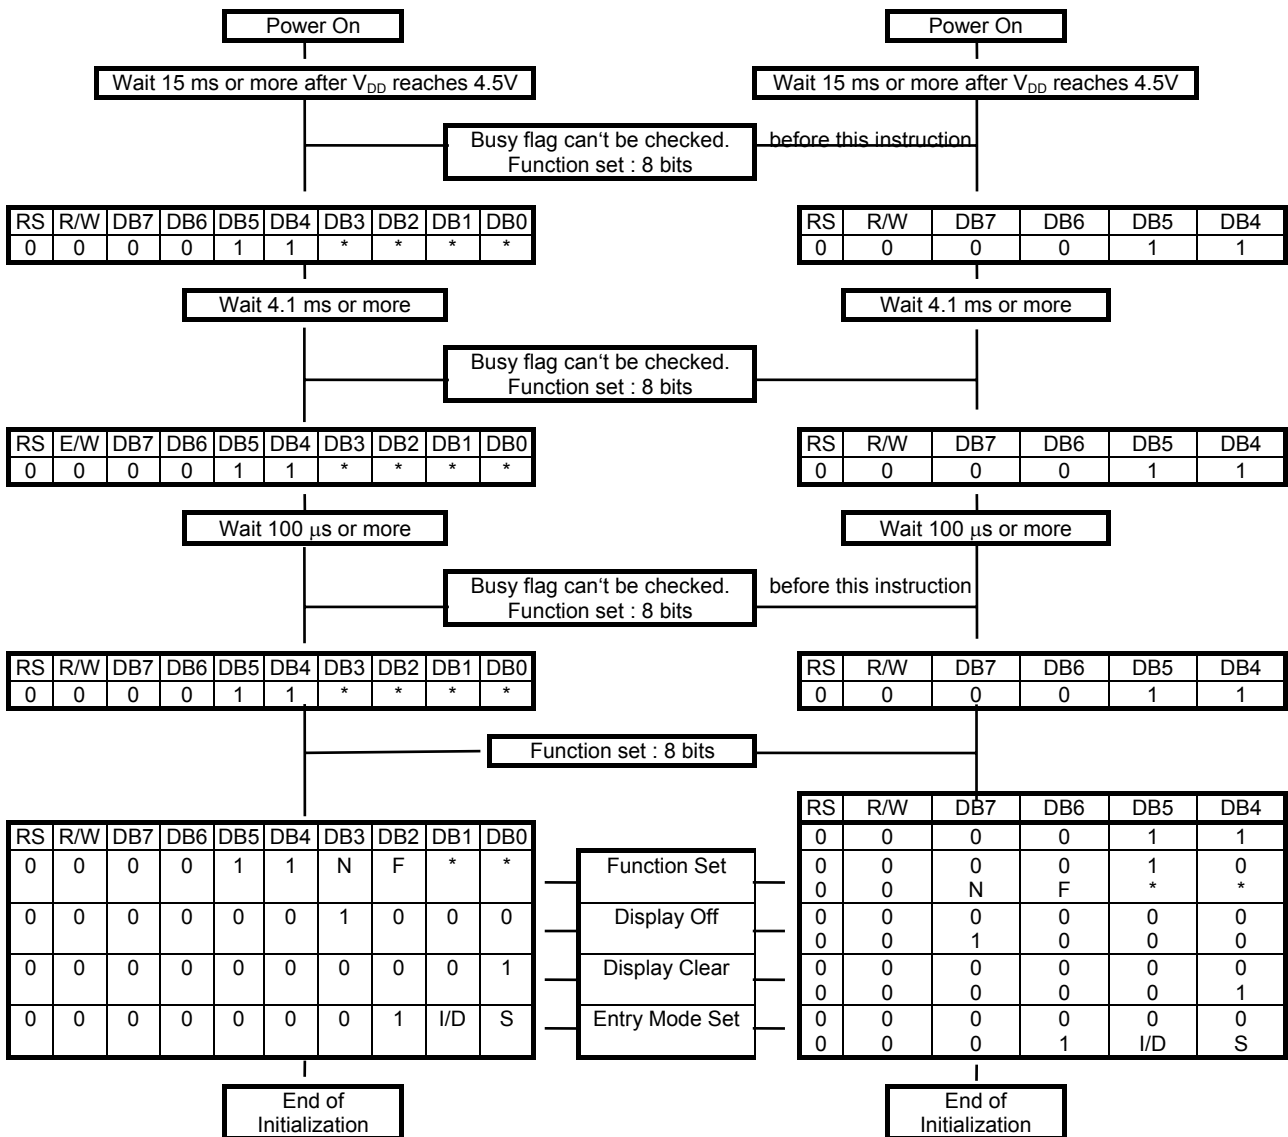 Power On Power On
Wait 15 ms or more after VDD reaches 4.5V Wait 15 ms or more after VDD reaches 4.5V
Busy flag can't be checked. before this instruction
Function set : 8 bits
RS R/W DB7 DB6 DB5 DB4 DB3 DB2 DB1 DB0 RS R/W DB7 DB6 DB5 DB4
0 0 0 0 1 1 * * * * 0 0 0 0 1 1
Wait 4.1 ms or more Wait 4.1 ms or more
Busy flag can't be checked.
Function set : 8 bits
RS E/W DB7 DB6 DB5 DB4 DB3 DB2 DB1 DB0 RS R/W DB7 DB6 DB5 DB4
0 0 0 0 1 1 * * * * 0 0 0 0 1 1
Wait 100 μs or more Wait 100 μs or more
Busy flag can't be checked. before this instruction
Function set : 8 bits
RS R/W DB7 DB6 DB5 DB4 DB3 DB2 DB1 DB0 RS R/W DB7 DB6 DB5 DB4
0 0 0 0 1 1 * * * * 0 0 0 0 1 1
Function set : 8 bits
RS R/W DB7 DB6 DB5 DB4 DB3 DB2 DB1 DB0
0 0 0 0 1 1 N F * *
0 0 0 0 0 0 1 0 0 0
0 0 0 0 0 0 0 0 0 1
0 0 0 0 0 0 0 1 I/D S
Function Set
Display Off
Display Clear
Entry Mode Set
RS R/W DB7 DB6 DB5 DB4
0 0 0 0 1 1
0 0 0 0 1 0
0 0 N F * *
0 0 0 0 0 0
0 0 1 0 0 0
0 0 0 0 0 0
0 0 0 0 0 1
0 0 0 0 0 0
0 0 0 1 I/D S
End of End of
Initialization Initialization